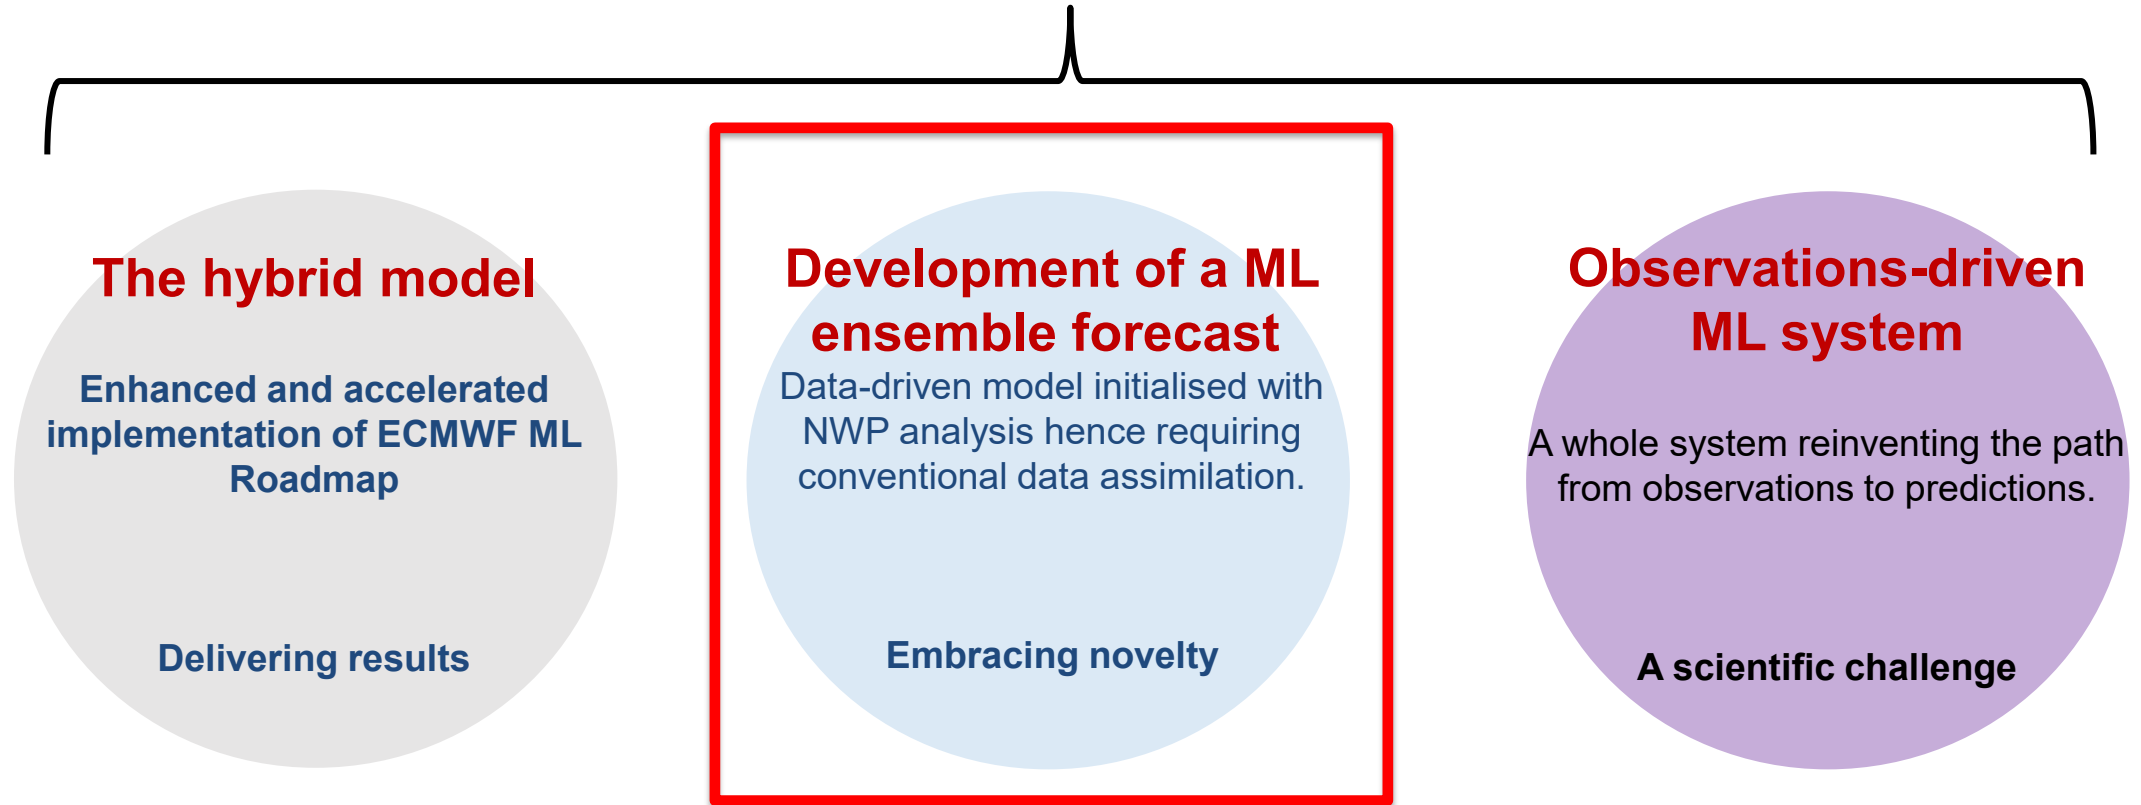 The hybrid model
Enhanced and accelerated
implementation of ECMWF ML
Roadmap
Delivering results
Development of a ML
ensemble forecast
Data-driven model initialised with
NWP analysis hence requiring
conventional data assimilation.
Embracing novelty
Observations-driven
ML system
A whole system reinventing the path
from observations to predictions.
A scientific challenge